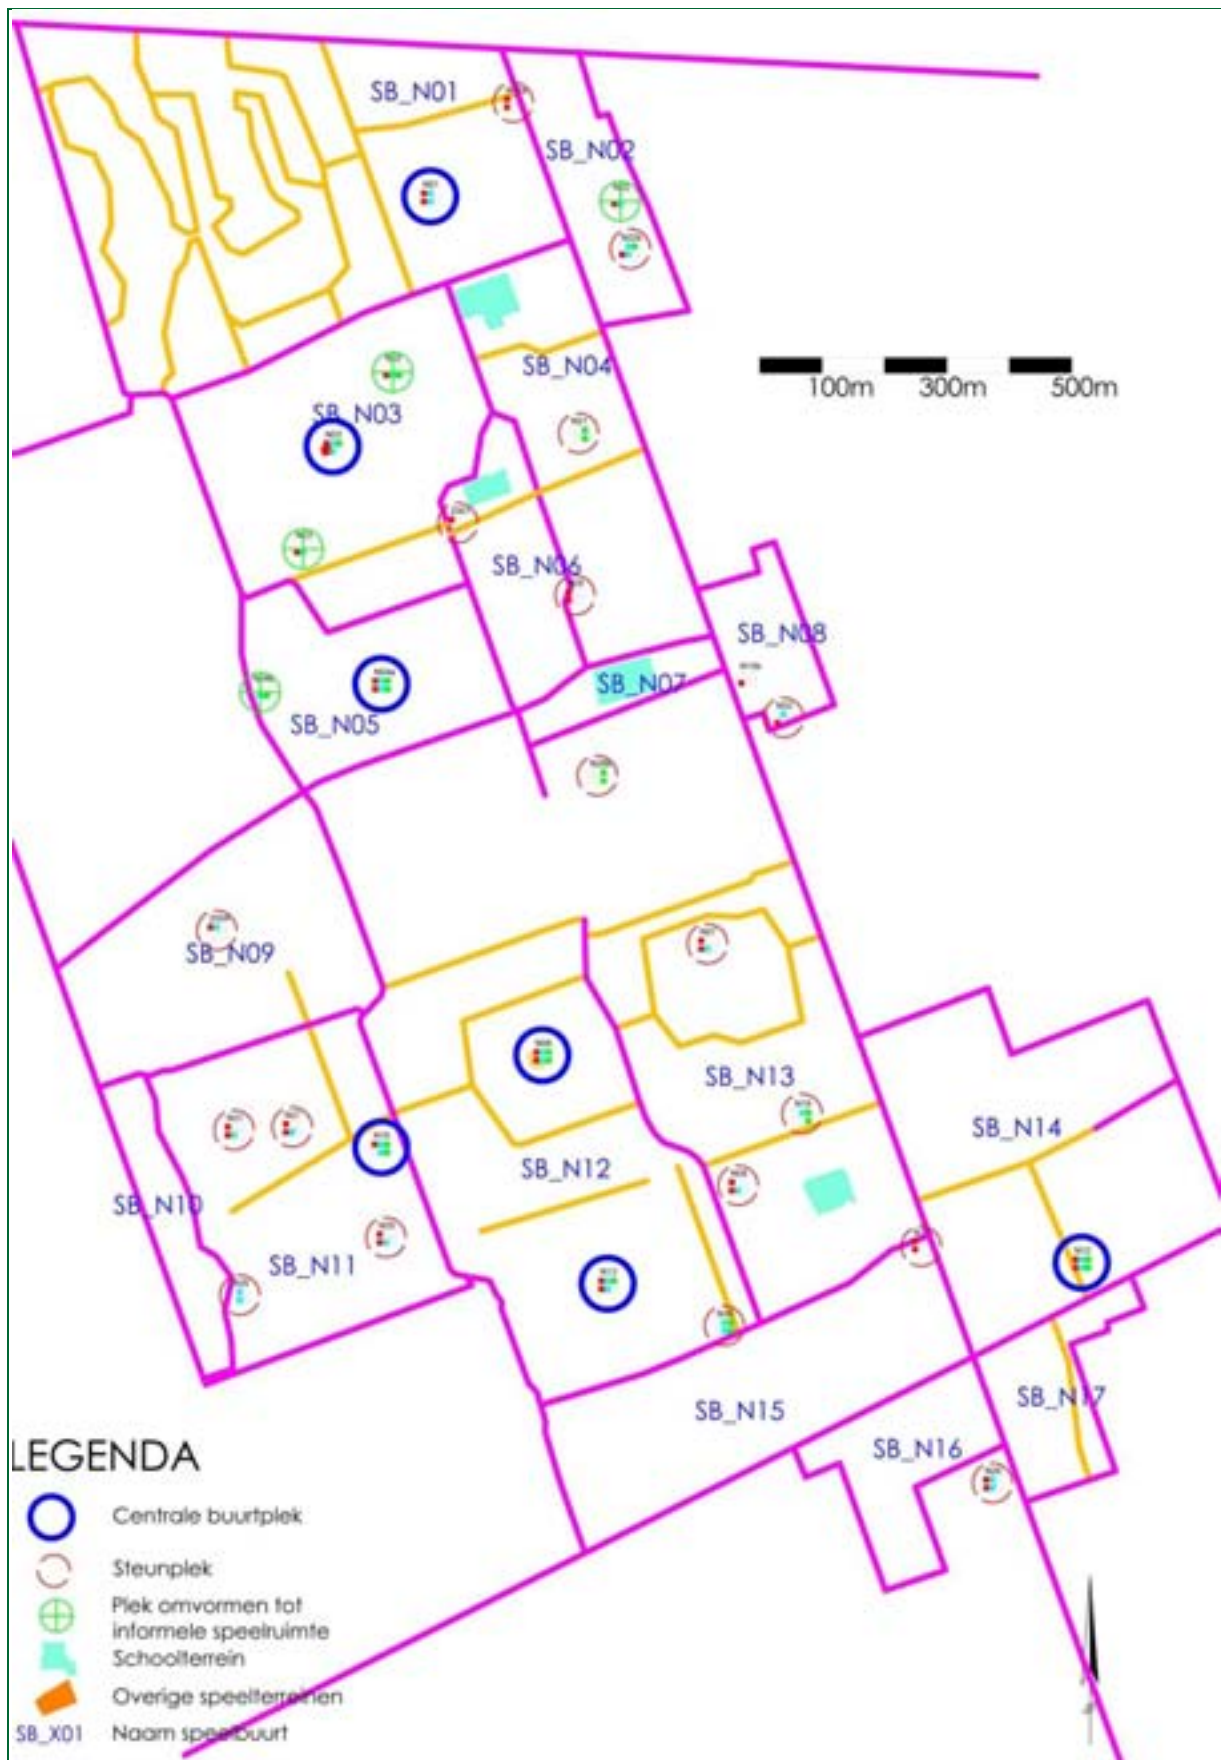 SB_N01
SB_N02
SB_N04
SB_N03
SB_N06
SB_N08
SB_N07
SB_N05
SB_N09
SB_N13
SB_N14
SB_N12
SB_N10
SB_N11
SB_N17
SB_N15
SB_N16
100m 300m 500m
LEGENDA
Centrale buurtplek
Steunplek
Plek omvormen tot
informele speelruimte
Schoolterrein
Overige speelterreinen
SB_X01 Naam speelbuurt